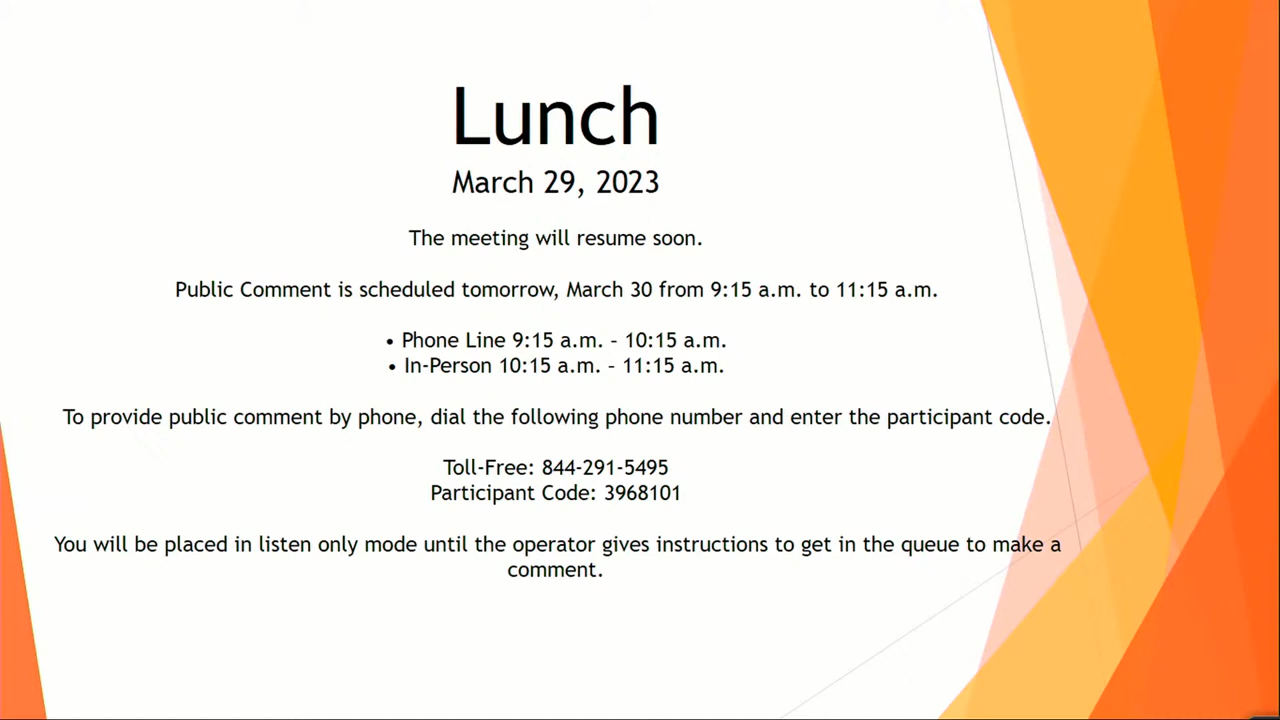 Lunch
March 29, 2023
The meeting will resume soon.
Public Comment is scheduled tomorrow, March 30 from 9:15 a.m. to 11:15 a.m.
• Phone Line 9:15 a.m. – 10:15 a.m.
• In-Person 10:15 a.m. – 11:15 a.m.
To provide public comment by phone, dial the following phone number and enter the participant code.
Toll-Free: 844-291-5495
Participant Code: 3968101
You will be placed in listen only mode until the operator gives instructions to get in the queue to make a
comment.